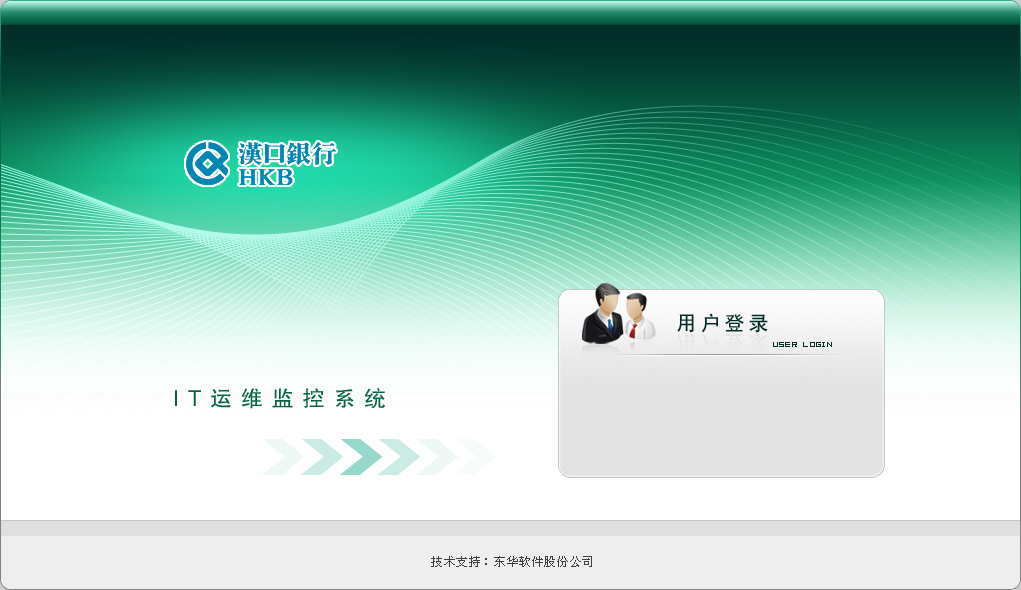 漢口銀行
HKB
用户登录
USER LOGIN
IT运维监控系统
技术支持：东华软件股份公司